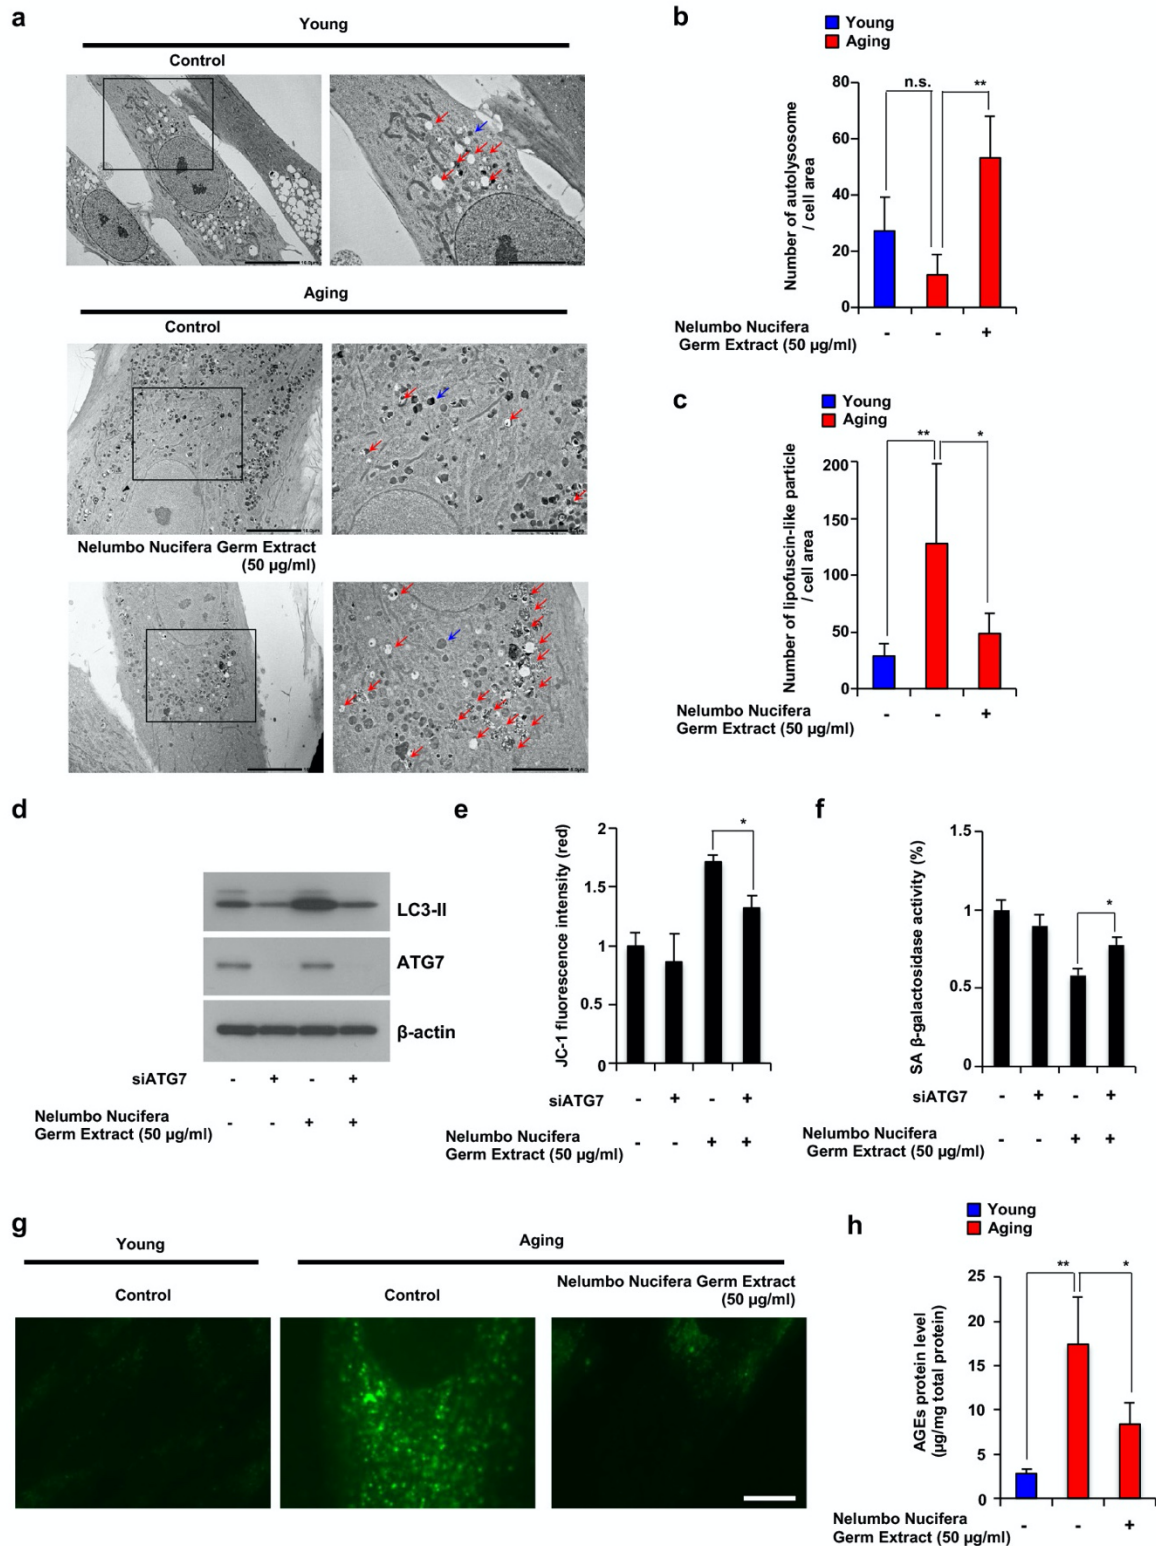 a
Young
Control
Aging
Control
Nelumbo Nucifera Germ Extract
(50 µg/ml)
b
Young
Aging
Number of autolysosome
/ cell area
80
60
40
20
0
n.s.
**
Nelumbo Nucifera
Germ Extract (50 µg/ml)
- - +
c
Young
Aging
Number of lipofuscin-like particle
/ cell area
200
150
100
50
0
**
*
Nelumbo Nucifera
Germ Extract (50 µg/ml)
- - +
d
LC3-II
ATG7
β-actin
siATG7 - + - +
Nelumbo Nucifera
Germ Extract (50 µg/ml) - - + +
e
JC-1 fluorescence intensity (red)
2
1.5
1
0.5
0
*
siATG7 - + - +
Nelumbo Nucifera
Germ Extract (50 µg/ml) - - + +
f
SA β-galactosidase activity (%)
1.5
1
0.5
0
*
siATG7 - + - +
Nelumbo Nucifera
Germ Extract (50 µg/ml) - - + +
g
Young
Aging
Control
Control
Nelumbo Nucifera Germ Extract
(50 µg/ml)
h
Young
Aging
AGEs protein level
(µg/mg total protein)
25
20
15
10
5
0
**
*
Nelumbo Nucifera
Germ Extract (50 µg/ml)
- - +